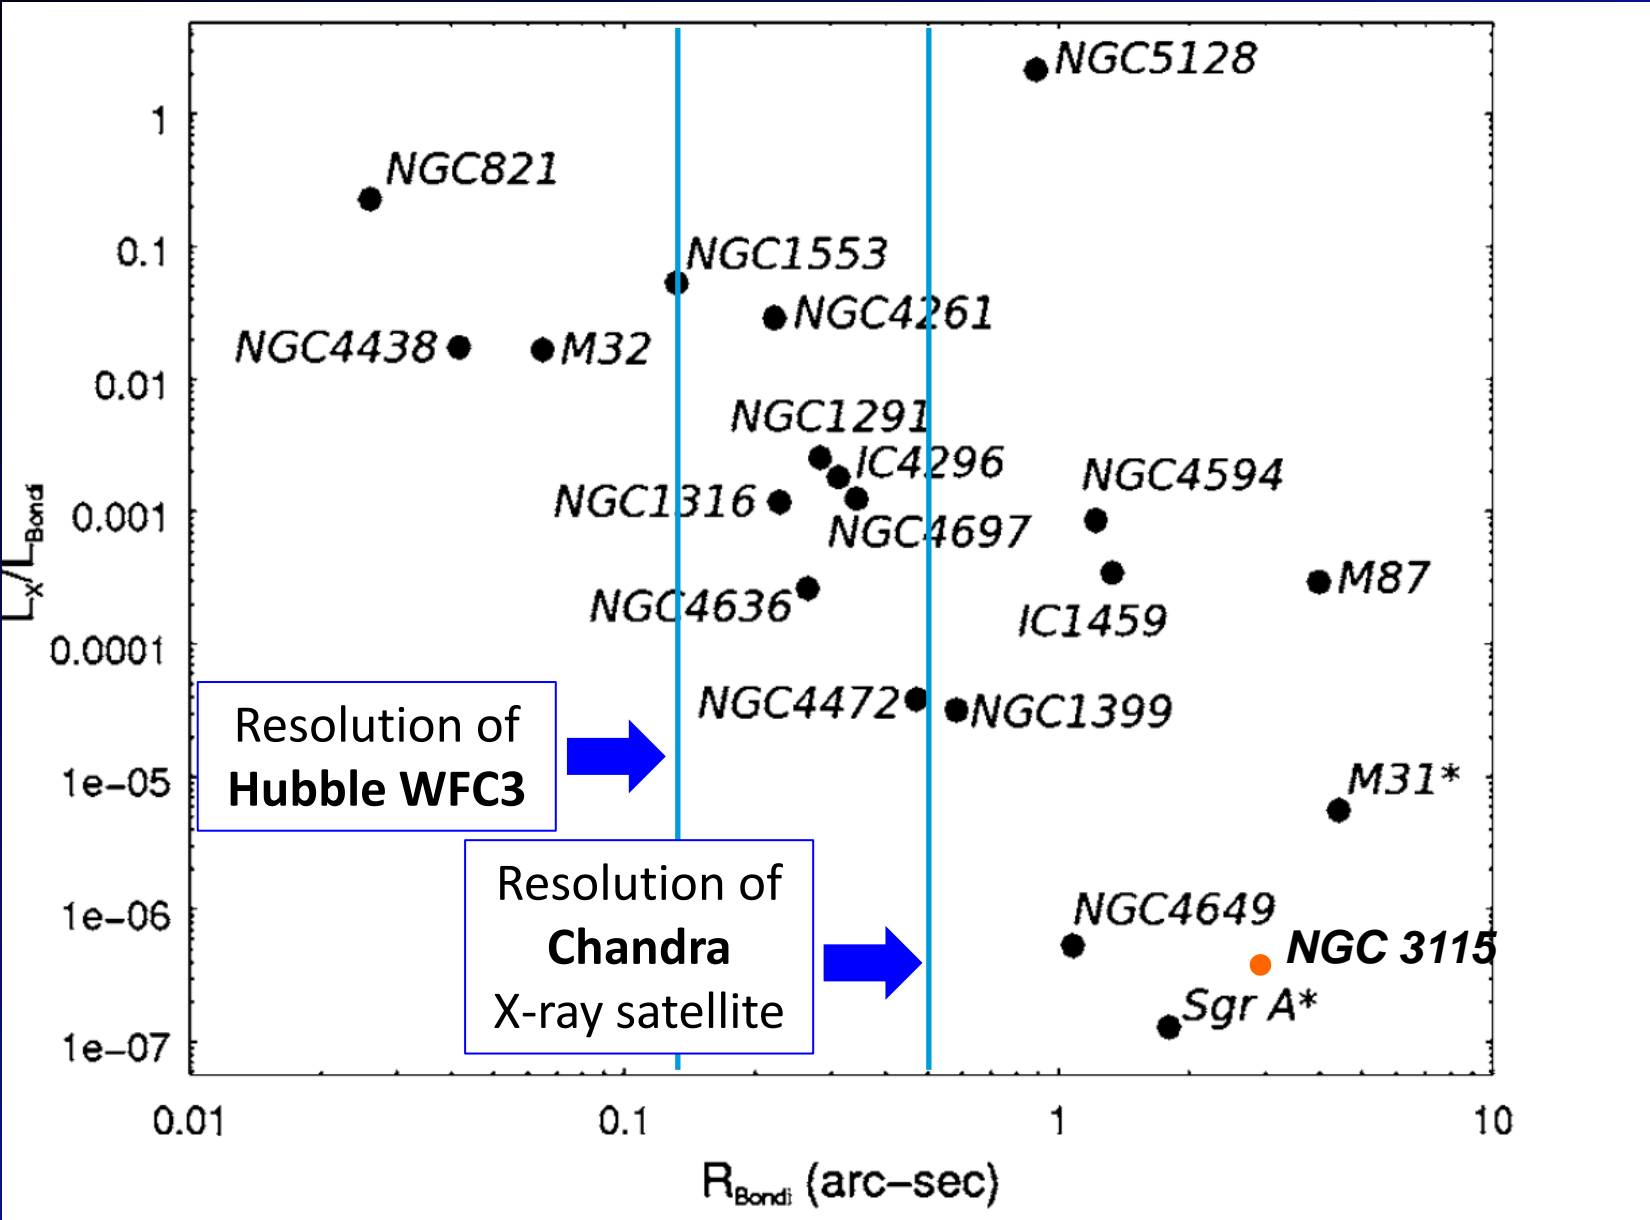 NGC5128
1
NGC821
0.1
NGC1553
NGC4261
NGC4438
M32
0.01
NGC1291
IC4296
NGC4594
NGC1316
0.001
NGC4697
L_X/L_Bondi
M87
NGC4636
IC1459
0.0001
NGC4472
NGC1399
Resolution of
Hubble WFC3
1e−05
M31*
Resolution of
Chandra
X-ray satellite
1e−06
NGC4649
NGC 3115
Sgr A*
1e−07
0.01
0.1
1
10
R_Bondi (arc−sec)